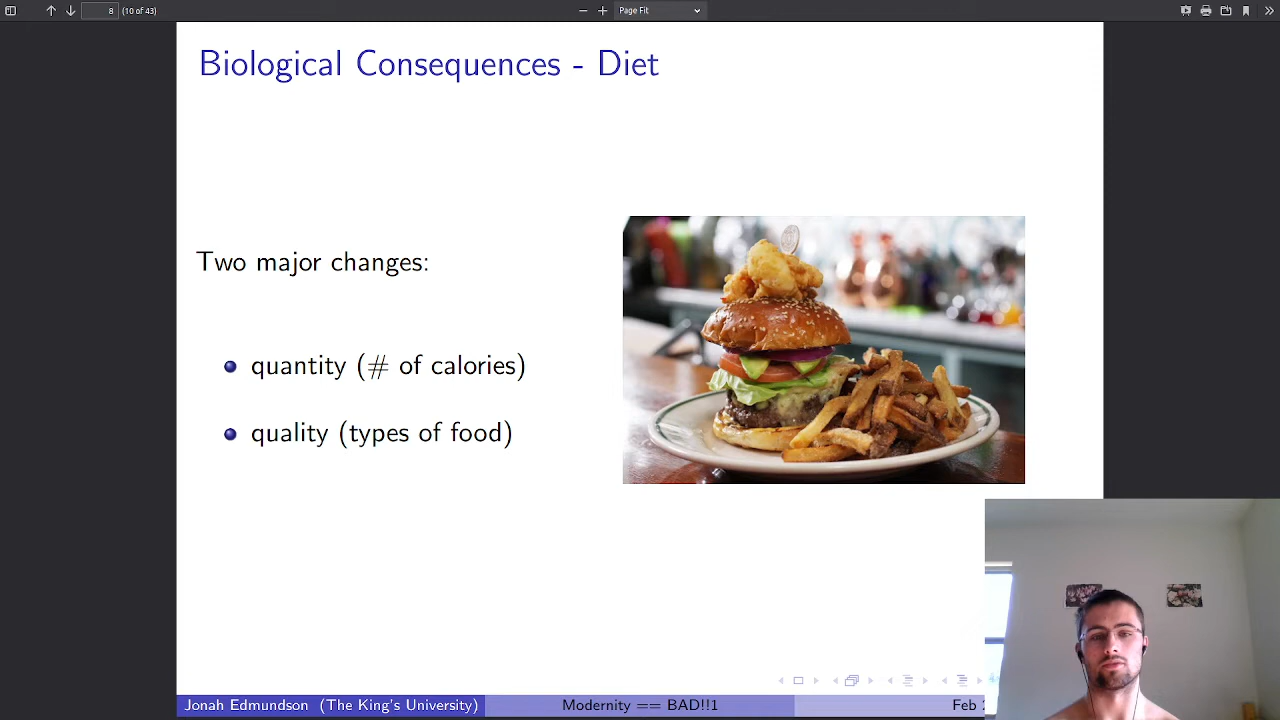 8 (10 of 43)
Page Fit
Biological Consequences - Diet
Two major changes:
quantity (# of calories)
quality (types of food)
Jonah Edmundson (The King's University)
Modernity == BAD!!1
Feb